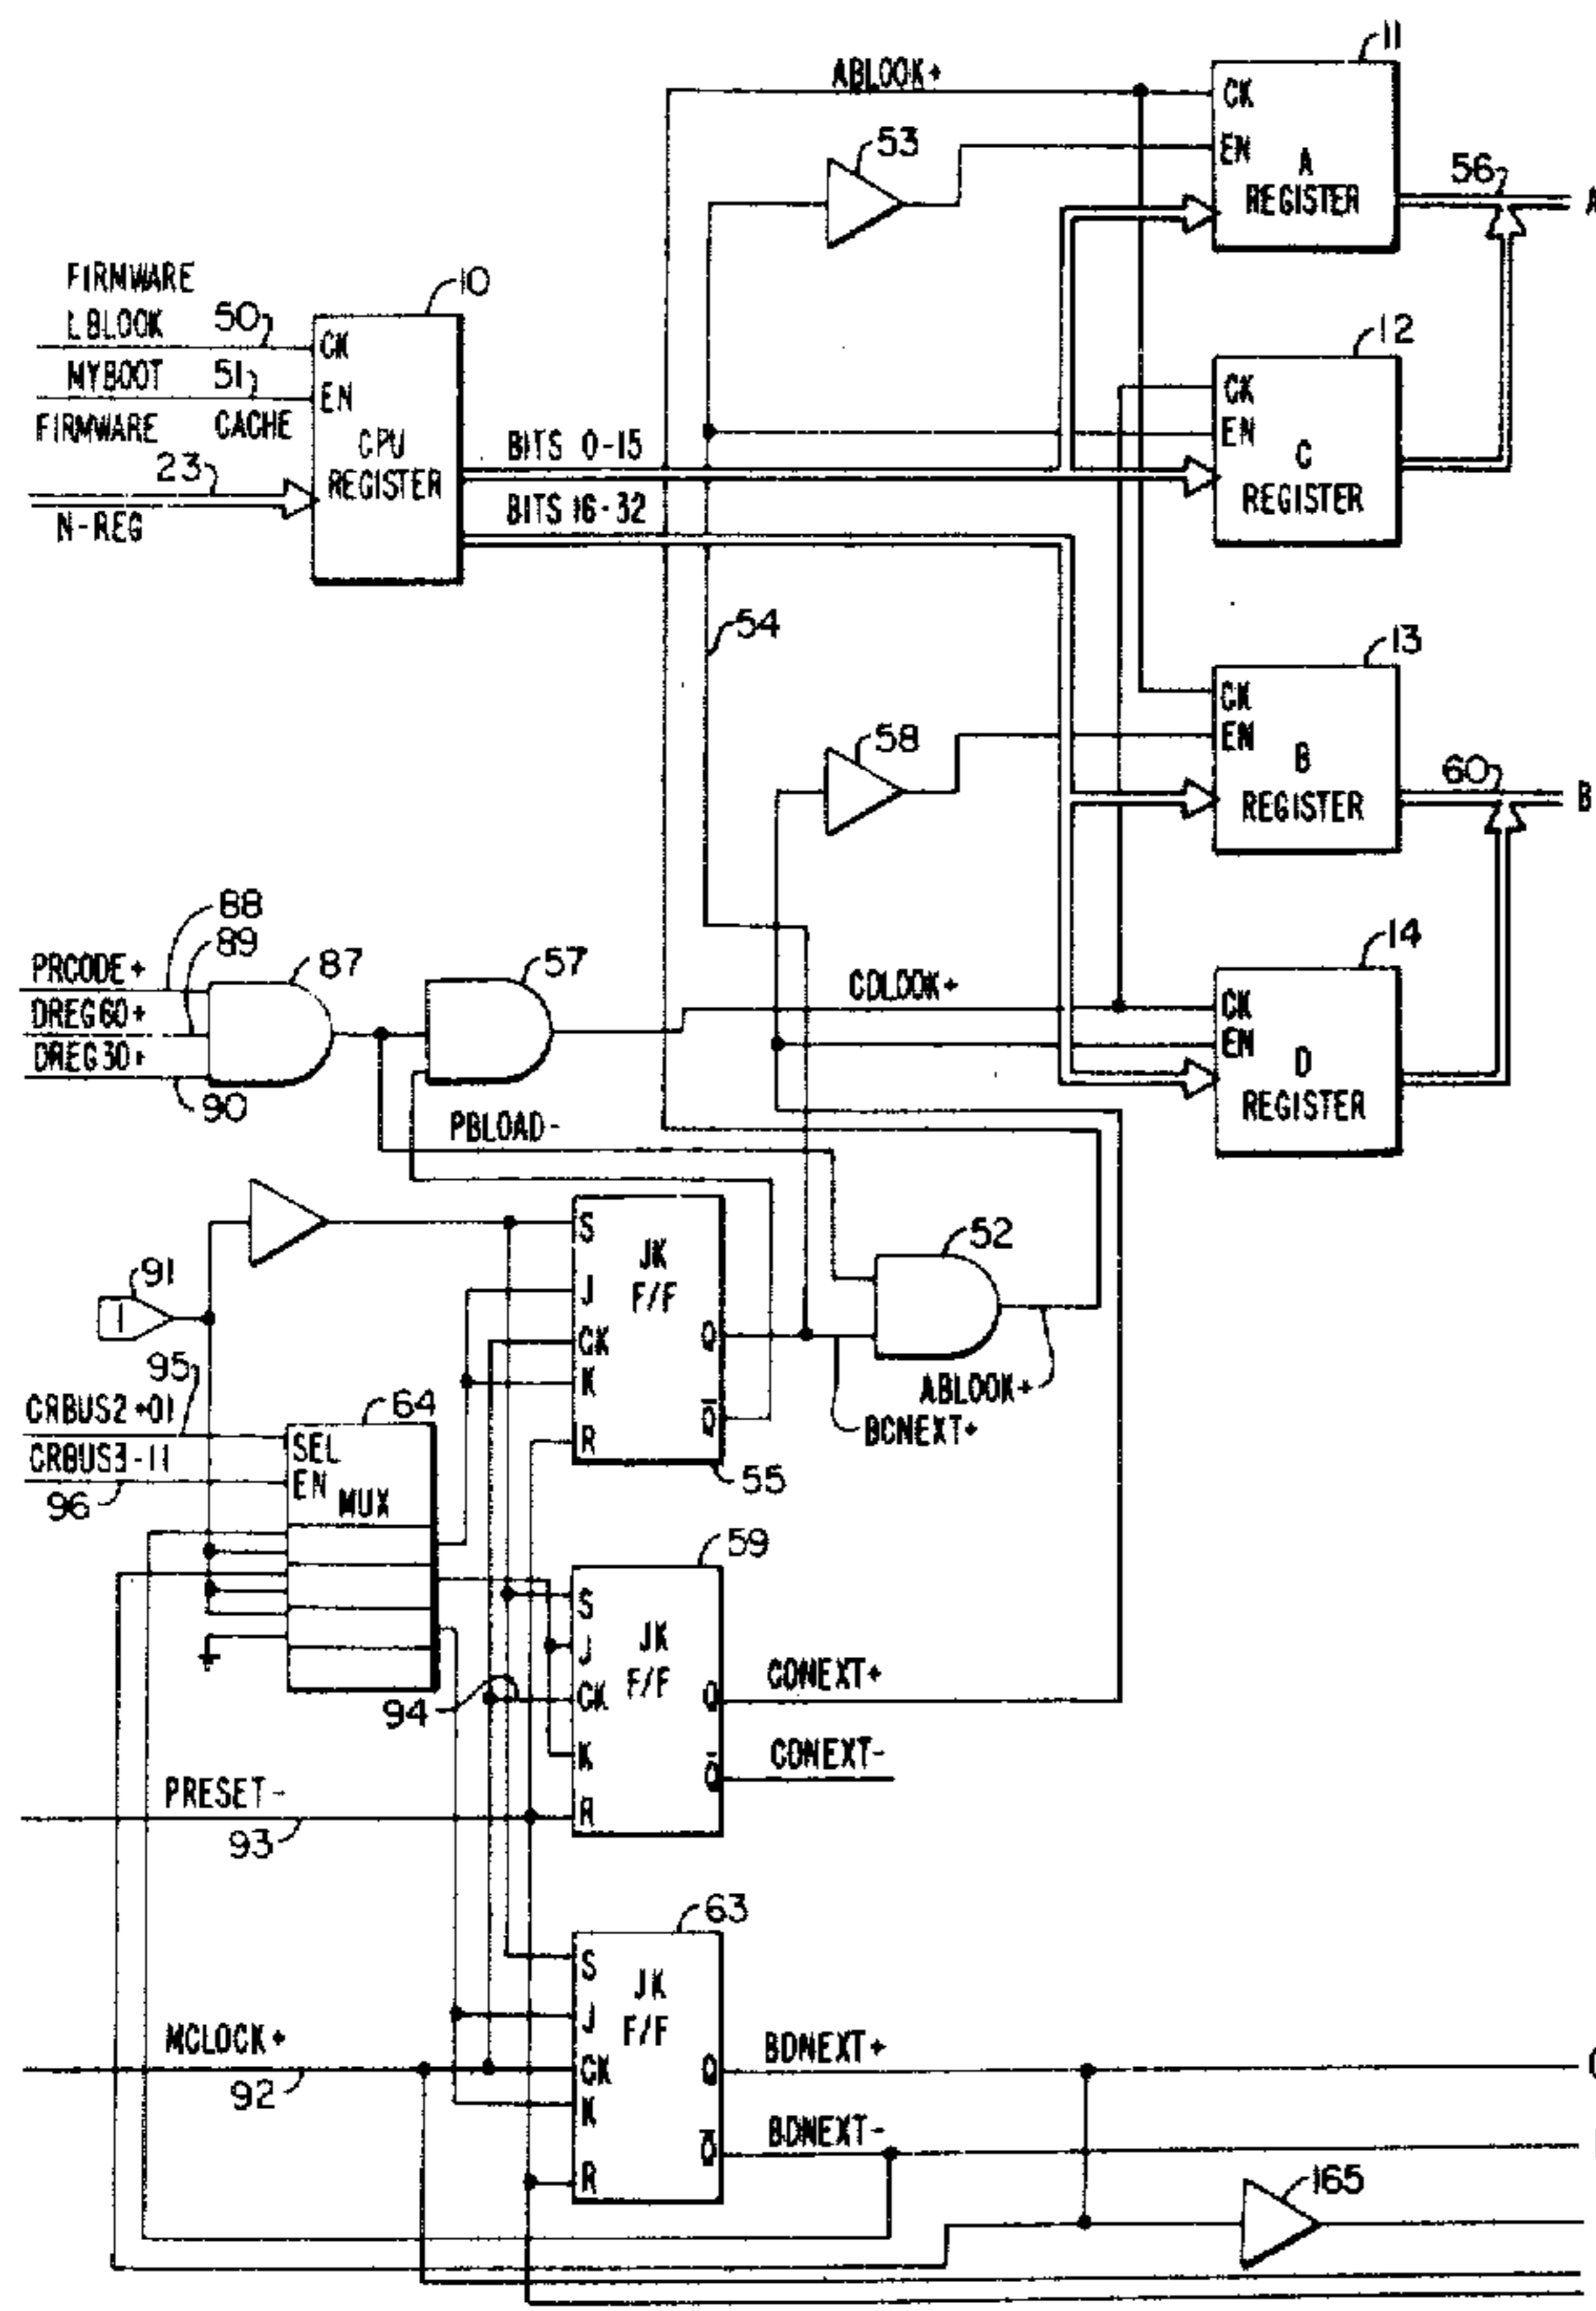 11
ABLOOK+
CK
EN
A
REGISTER
53
56
A
FIRMWARE
LBLOOK
50
10
CK
MYBOOT
51
EN
FIRMWARE
CACHE
CPU
REGISTER
23
N-REG
BITS 0-15
BITS 16-32
12
CK
EN
C
REGISTER
54
13
CK
EN
B
REGISTER
58
60
B
88
89
PRCODE+
87
57
DREG60+
DREG30+
90
CDLOOK+
14
CK
EN
D
REGISTER
PBLOAD-
S
JK
F/F
J
CK
K
R
Q
Q̅
55
52
91
1
95
CRBUS2+01
64
ABLOOK+
BCNEXT+
CRBUS3-11
SEL
EN
MUX
96
59
S
JK
F/F
J
CK
K
R
Q
Q̅
94
CDNEXT+
CDNEXT-
PRESET-
93
63
S
JK
F/F
J
CK
K
R
Q
Q̅
MCLOCK+
92
BDNEXT+
BDNEXT-
165